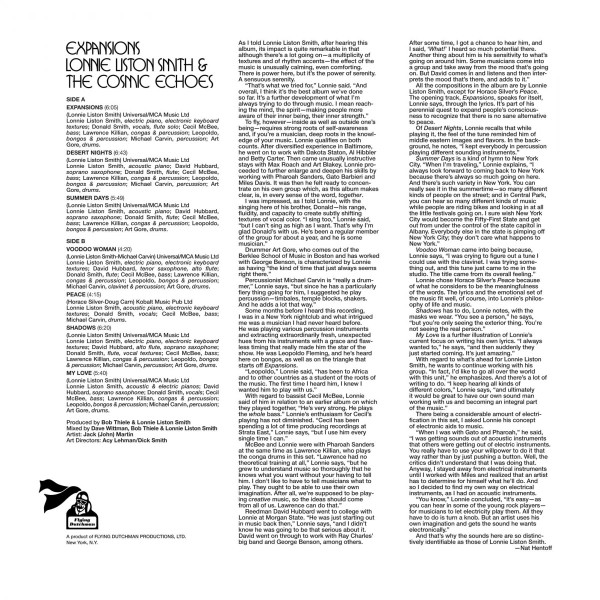 EXPANSIONS
LONNIE LISTON SMITH &
THE COSMIC ECHOES
SIDE A
EXPANSIONS (6:05)
(Lonnie Liston Smith) Universal/MCA Music Ltd
Lonnie Liston Smith, electric piano, electronic keyboard
textures; Donald Smith, vocals, flute solo; Cecil McBee,
bass; Lawrence Killian, congas & percussion; Leopoldo,
bongos & percussion; Michael Carvin, percussion; Art
Gore, drums.
DESERT NIGHTS (6:43)
(Lonnie Liston Smith) Universal/MCA Music Ltd
Lonnie Liston Smith, acoustic piano; David Hubbard,
soprano saxophone; Donald Smith, flute; Cecil McBee,
bass; Lawrence Killian, congas & percussion; Leopoldo,
bongos & percussion; Michael Carvin, percussion; Art
Gore, drums.
SUMMER DAYS (5:49)
(Lonnie Liston Smith) Universal/MCA Music Ltd
Lonnie Liston Smith, acoustic piano; David Hubbard,
soprano saxophone; Donald Smith, flute; Cecil McBee,
bass; Lawrence Killian, congas & percussion; Leopoldo,
bongos & percussion; Art Gore, drums.
SIDE B
VOODOO WOMAN (4:20)
(Lonnie Liston Smith-Michael Carvin) Universal/MCA Music Ltd
Lonnie Liston Smith, electric piano, electronic keyboard
textures; David Hubbard, tenor saxophone, alto flute;
Donald Smith, flute; Cecil McBee, bass; Lawrence Killian,
congas & percussion; Leopoldo, bongos & percussion;
Michael Carvin, percussion; Art Gore, drums.
PEACE (4:15)
(Horace Silver-Doug Carn) Kobalt Music Pub Ltd
Lonnie Liston Smith, acoustic piano, electronic keyboard
textures; Donald Smith, vocals; Cecil McBee, bass;
Michael Carvin, clavinet & percussion; Art Gore, drums.
SHADOWS (6:20)
(Lonnie Liston Smith) Universal/MCA Music Ltd
Lonnie Liston Smith, electric piano, electronic keyboard
textures; David Hubbard, alto flute, soprano saxophone;
Donald Smith, flute, vocal textures; Cecil McBee, bass;
Lawrence Killian, congas & percussion; Leopoldo, bongos
& percussion; Michael Carvin, percussion; Art Gore, drums.
MY LOVE (5:40)
(Lonnie Liston Smith) Universal/MCA Music Ltd
Lonnie Liston Smith, acoustic & electric pianos; David
Hubbard, soprano saxophone; Donald Smith, vocals; Cecil
McBee, bass; Lawrence Killian, congas & percussion;
Leopoldo, bongos & percussion; Michael Carvin, percussion;
Art Gore, drums.
Produced by Bob Thiele & Lonnie Liston Smith
Mixed by Dave Wittman, Bob Thiele & Lonnie Liston Smith
Artist: Jack (John) Martin
Art Directors: Acy Lehman/Dick Smith
Flying
Dutchman
A product of FLYING DUTCHMAN PRODUCTIONS, LTD.
New York, N.Y.
As I told Lonnie Liston Smith, after hearing this
album, its impact is quite remarkable in that
although there's a lot going on—a multiplicity of
textures and of rhythm accents—the effect of the
music is unusually calming, even comforting.
There is power here, but it's the power of serenity.
A sensuous serenity.
"That's what we tried for," Lonnie said. "And
overall, I think it's the best album we've done
so far. It's a further development of what I'm
always trying to do through music. I mean reach-
ing the mind, the spirit—making people more
aware of their inner being, their inner strength."
To fly, however—inside as well as outside one's
being—requires strong roots of self-awareness
and, if you're a musician, deep roots in the knowl-
edge of your music. Lonnie qualifies on both
counts. After diversified experience in Baltimore,
he went on to work with Dakota Staton, Al Hibbler
and Betty Carter. Then came unusually instructive
stays with Max Roach and Art Blakey. Lonnie pro-
ceeded to further enlarge and deepen his skills by
working with Pharoah Sanders, Gato Barbieri and
Miles Davis. It was then he felt ready to concen-
trate on his own group which, as this album makes
clear, is, in every sense of the word, together.
I was impressed, as I told Lonnie, with the
singing here of his brother, Donald—his range,
fluidity, and capacity to create subtly shifting
textures of vocal color. "I sing too," Lonnie said,
"but I can't sing as high as I want. That's why I'm
glad Donald's with us. He's been a regular member
of the group for about a year, and he is some
musician."
Drummer Art Gore, who comes out of the
Berklee School of Music in Boston and has worked
with George Benson, is characterized by Lonnie
as having "the kind of time that just always seems
right there."
Percussionist Michael Carvin is "really a drum-
mer," Lonnie says, "but since he has a particularly
fiery thing going for him, I suggested he play
percussion—timbales, temple blocks, shakers.
And he adds a lot that way."
Some months before I heard this recording,
I was in a New York nightclub and what intrigued
me was a musician I had never heard before.
He was playing various percussion instruments
and extracting extraordinarily fresh, unexpected
hues from his instruments with a grace and flaw-
less timing that really made him the star of the
show. He was Leopoldo Fleming, and he's heard
here on bongos, as well as on the triangle that
starts off Expansions.
"Leopoldo," Lonnie said, "has been to Africa
and to other countries as a student of the roots of
the music. The first time I heard him, I knew I
wanted him to play with us."
With regard to bassist Cecil McBee, Lonnie
said of him in relation to an earlier album on which
they played together, "He's very strong. He plays
the whole bass." Lonnie's enthusiasm for Cecil's
playing has not diminished. "Cecil has been
spending a lot of time producing recordings at
Strata East," Lonnie says, "but I use him every
single time I can."
McBee and Lonnie were with Pharoah Sanders
at the same time as Lawrence Killian, who plays
the conga drums in this set. "Lawrence had no
theoretical training at all," Lonnie says, "but he
grew to understand music so thoroughly that he
knows what you want without your having to tell
him. I don't like to have to tell musicians what to
play. They ought to be able to use their own
imagination. After all, we're supposed to be play-
ing creative music, so the ideas should come
from all of us. Lawrence can do that."
Reedman David Hubbard went to college with
Lonnie at Morgan State. "He was just starting out
in music back then," Lonnie says, "and I didn't
know he was going to be that serious about it.
David went on through to work with Ray Charles'
big band and George Benson, among others.
After some time, I got a chance to hear him, and
I said, 'What!' I heard so much potential there.
Another thing about him is his sensitivity to what's
going on around him. Some musicians come into
a group and take away from the mood that's going
on. But David comes in and listens and then inter-
prets the mood that's there, and adds to it."
All the compositions in the album are by Lonnie
Liston Smith, except for Horace Silver's Peace.
The opening track, Expansions, speaks for itself,
Lonnie says, through the lyrics. It's part of his
perennial quest to expand people's conscious-
ness to recognize that there is no sane alternative
to peace.
Of Desert Nights, Lonnie recalls that while
playing it, the feel of the tune reminded him of
middle eastern images and flavors. In the back-
ground, he notes, "I kept everybody in percussion
playing different sounding instruments."
Summer Days is a kind of hymn to New York
City. "When I'm traveling," Lonnie explains, "I
always look forward to coming back to New York
because there's always so much going on here.
And there's such variety in New York. You can
really see it in the summertime—so many different
kinds of people on the street; and in Central Park,
you can hear so many different kinds of music
while people are riding bikes and looking in at all
the little festivals going on. I sure wish New York
City would become the Fifty-First State and get
out from under the control of the state capitol in
Albany. Everybody else in the state is pimping off
New York City; they don't care what happens to
New York."
Voodoo Woman came into being because,
Lonnie says, "I was crying to figure out a tune I
could use with the clavinet. I was trying some-
thing out, and this tune just came to me in the
studio. The title came from its overall feeling."
Lonnie chose Horace Silver's Peace because
of what he considers to be the meaningfulness
of the words. The lyrics and the emotional set of
the music fit well, of course, into Lonnie's philos-
ophy of life and music.
Shadows has to do, Lonnie notes, with the
masks we wear. "You see a person," he says,
"but you're only seeing the exterior thing. You're
not seeing the real person."
My Love is a further illustration of Lonnie's
current focus on writing his own lyrics. "I always
wanted to," he says, "and then suddenly they
just started coming. It's just amazing."
With regard to what's ahead for Lonnie Liston
Smith, he wants to continue working with his
group. "In fact, I'd like to go all over the world
with this unit," he emphasizes. And there's a lot of
writing to do. "I keep hearing all kinds of
different colors," Lonnie says, "and ultimately
it would be great to have our own sound man
working with us and becoming an integral part
of the music."
There being a considerable amount of electri-
fication in this set, I asked Lonnie his concept
of electronic aids to music.
"When I was with Gato and Pharoah," he said,
"I was getting sounds out of acoustic instruments
that others were getting out of electric instruments.
You really have to use your willpower to do it that
way rather than by just pushing a button. Well, the
critics didn't understand that I was doing that.
Anyway, I stayed away from electrical instruments
until I worked with Miles and realized that an artist
has to determine for himself what he'll do. And
so I decided to find my own way on electrical
instruments, as I had on acoustic instruments.
"You know," Lonnie concluded, "it's easy—as
you can hear in some of the young rock players—
for musicians to let electricity play them. All they
have to do is turn a knob. But an artist uses his
own imagination and gets the sound he wants
electronically."
And that's why the sounds here are so distinc-
tively identifiable as those of Lonnie Liston Smith.
—Nat Hentoff